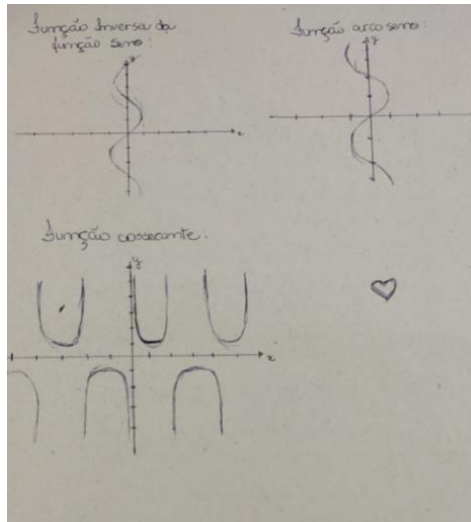 Função Inversa da
função seno:
Função arco seno:
y
x
y
Função cossecante:
y
x